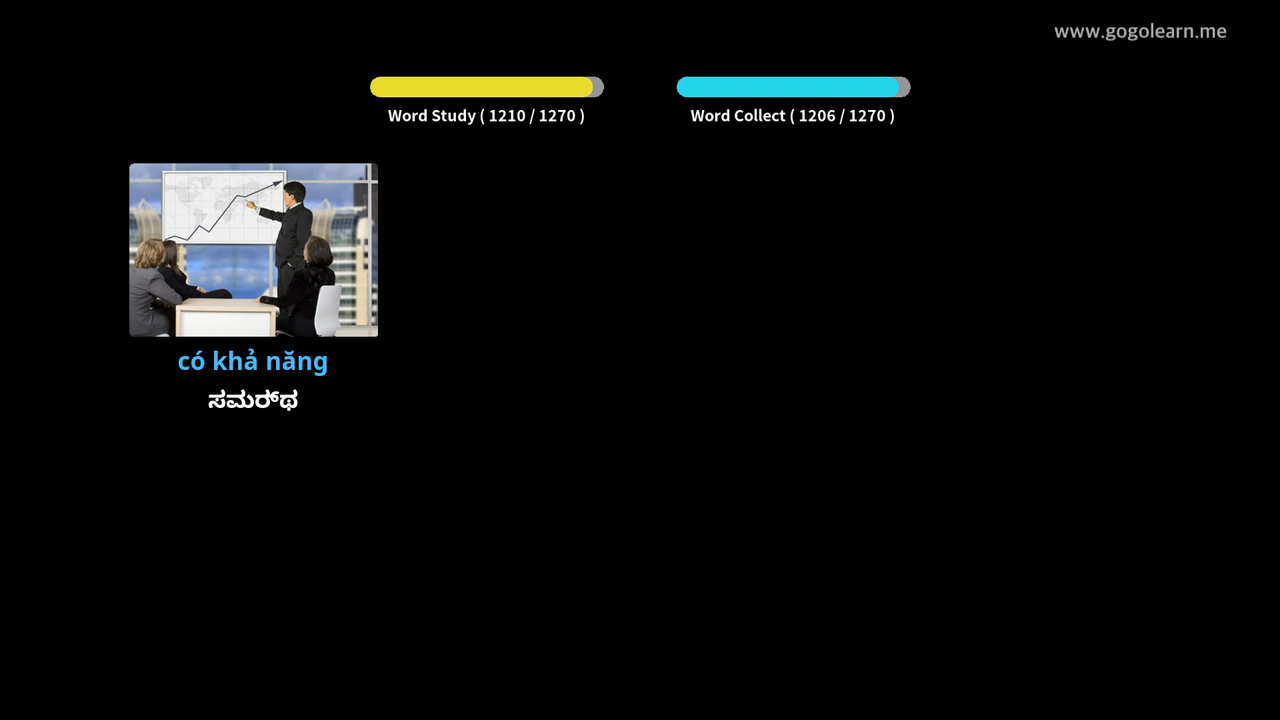 www.gogolearn.me
Word Study ( 1210 / 1270 )
Word Collect ( 1206 / 1270 )
có khả năng
ಸಮರ್‍ಥ